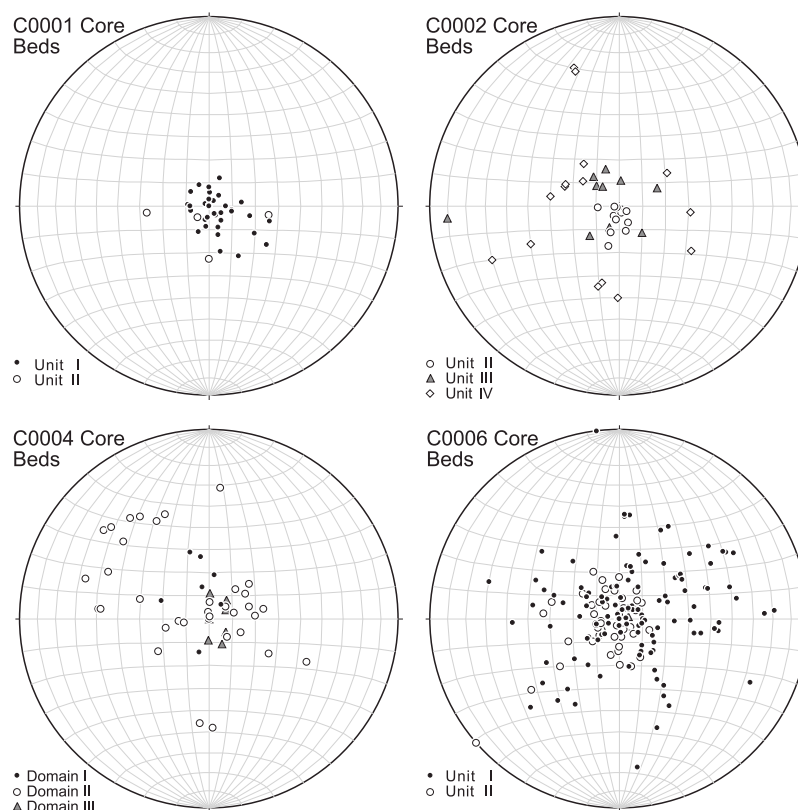 C0001 Core
Beds
Unit I
Unit II
C0002 Core
Beds
Unit II
Unit III
Unit IV
C0004 Core
Beds
Domain I
Domain II
Domain III
C0006 Core
Beds
Unit I
Unit II